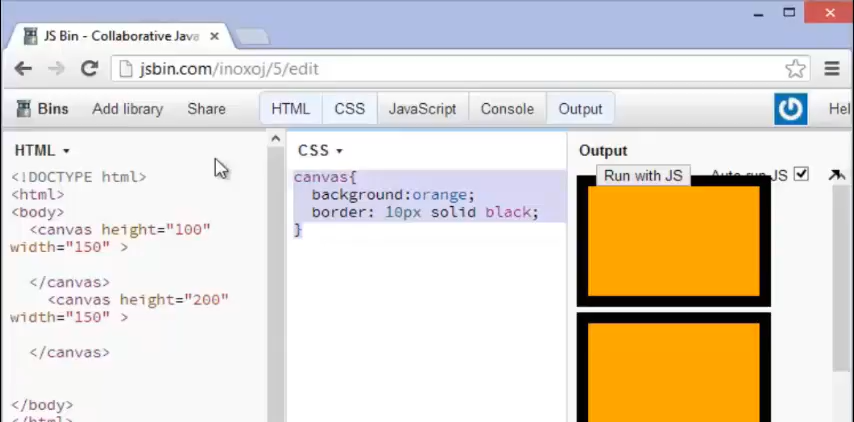 JS Bin - Collaborative Java
jsbin.com/inoxoj/5/edit
Bins Add library Share HTML CSS JavaScript Console Output Hel
HTML
<!DOCTYPE html>
<html>
<body>
<canvas height="100"
width="150" >
</canvas>
<canvas height="200"
width="150" >
</canvas>
</body>
</html>
CSS
canvas{
background:orange;
border: 10px solid black;
}
Output
Run with JS Auto-run JS